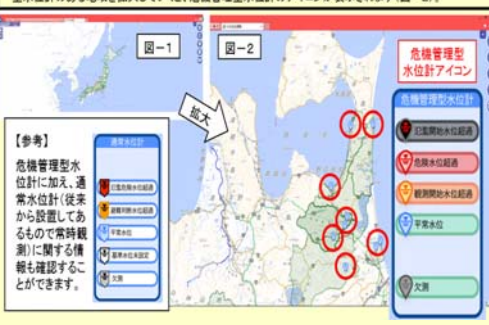 図－1
図－2
危機管理型
水位計アイコン
拡大
危機管理型水位計
氾濫開始水位超過
危険水位超過
観測開始水位超過
平常水位
欠測
【参考】
危機管理型水
位計に加え、通
常水位計（従来
から設置してあ
るもので常時観
測）に関する情
報も確認するこ
とができます。
通常水位計
氾濫危険水位超過
避難判断水位超過
平常水位
基準水位未設定
欠測